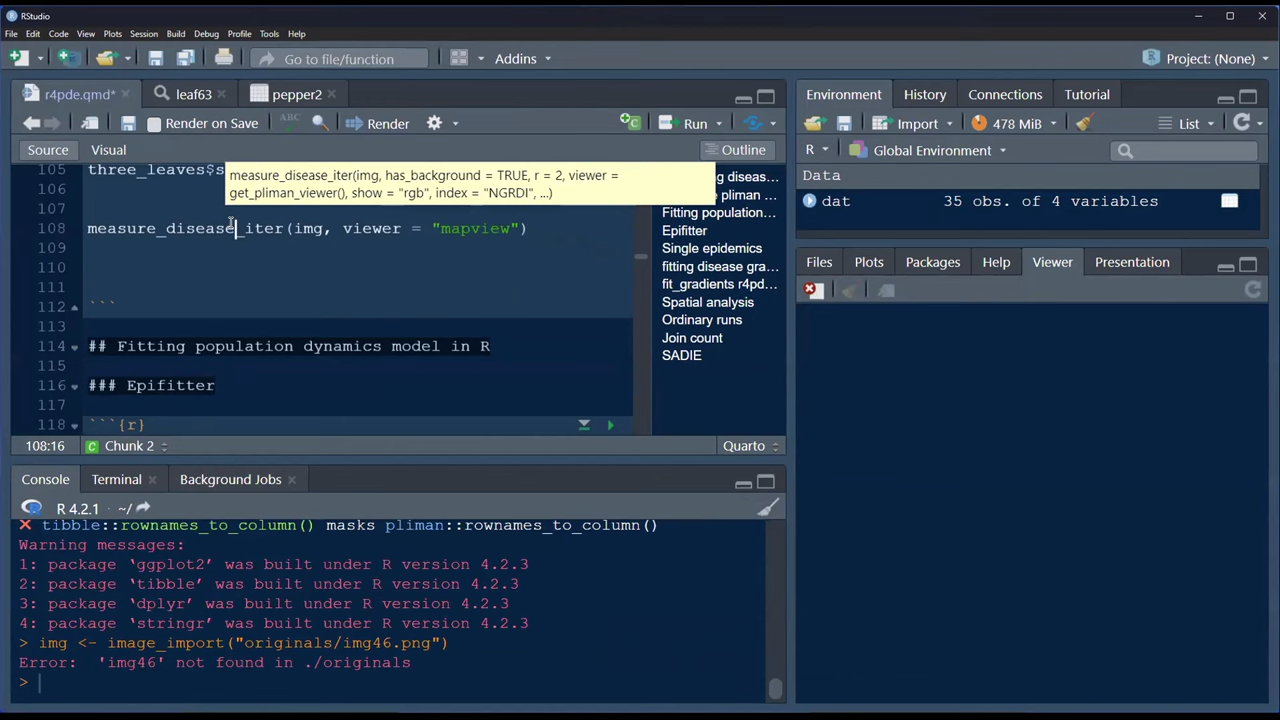 RStudio
File Edit Code View Plots Session Build Debug Profile Tools Help
Go to file/function Addins Project: (None)
r4pde.qmd* leaf63 pepper2
Render on Save ABC Render Run
Source Visual Outline
105 three_leaves$s
measure_disease_iter(img, has_background = TRUE, r = 2, viewer =
get_pliman_viewer(), show = "rgb", index = "NGRDI", ...)
106
107
108 measure_disease_iter(img, viewer = "mapview")
109
110
111
112 ```
113
114 ## Fitting population dynamics model in R
115
116 ### Epifitter
117
118 ```{r}
ng diseas...
pliman ...
Fitting population...
Epifitter
Single epidemics
fitting disease gra...
fit_gradients r4pd...
Spatial analysis
Ordinary runs
Join count
SADIE
108:16 Chunk 2 Quarto
Console Terminal Background Jobs
R 4.2.1 · ~/
✖ tibble::rownames_to_column() masks pliman::rownames_to_column()
Warning messages:
1: package ‘ggplot2’ was built under R version 4.2.3
2: package ‘tibble’ was built under R version 4.2.3
3: package ‘dplyr’ was built under R version 4.2.3
4: package ‘stringr’ was built under R version 4.2.3
> img <- image_import("originals/img46.png")
Error: 'img46' not found in ./originals
>
Environment History Connections Tutorial
Import 478 MiB List
R Global Environment
Data
dat 35 obs. of 4 variables
Files Plots Packages Help Viewer Presentation